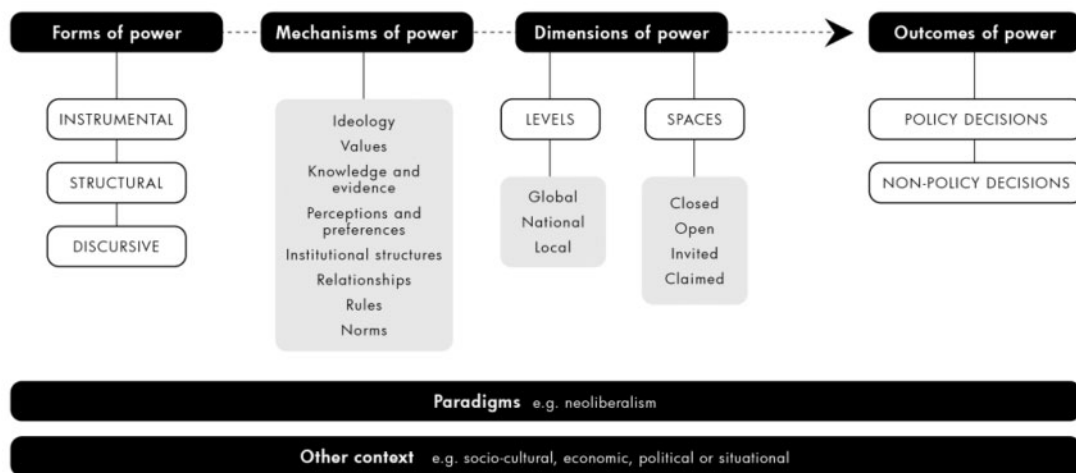 Forms of power
Mechanisms of power
Dimensions of power
Outcomes of power
INSTRUMENTAL
STRUCTURAL
DISCURSIVE
Ideology
Values
Knowledge and
evidence
Perceptions and
preferences
Institutional structures
Relationships
Rules
Norms
LEVELS
Global
National
Local
SPACES
Closed
Open
Invited
Claimed
POLICY DECISIONS
NON-POLICY DECISIONS
Paradigms e.g. neoliberalism
Other context e.g. socio-cultural, economic, political or situational